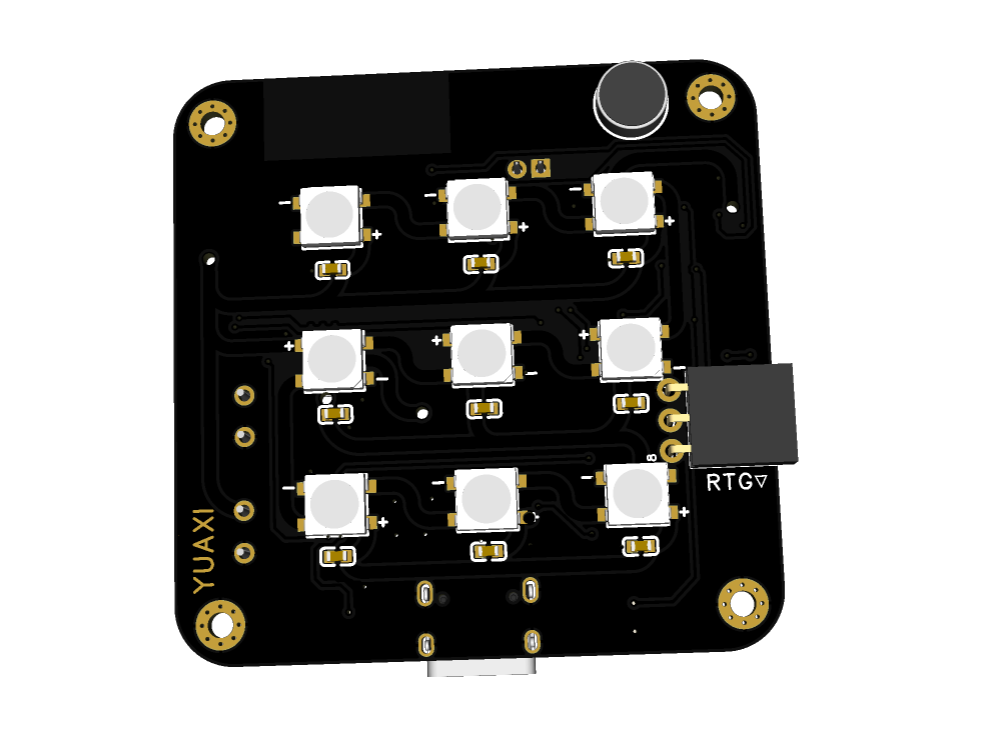 - - -
+ + +
+ + +
- - -
8
RTG▽
- - -
+ +
YUAXI